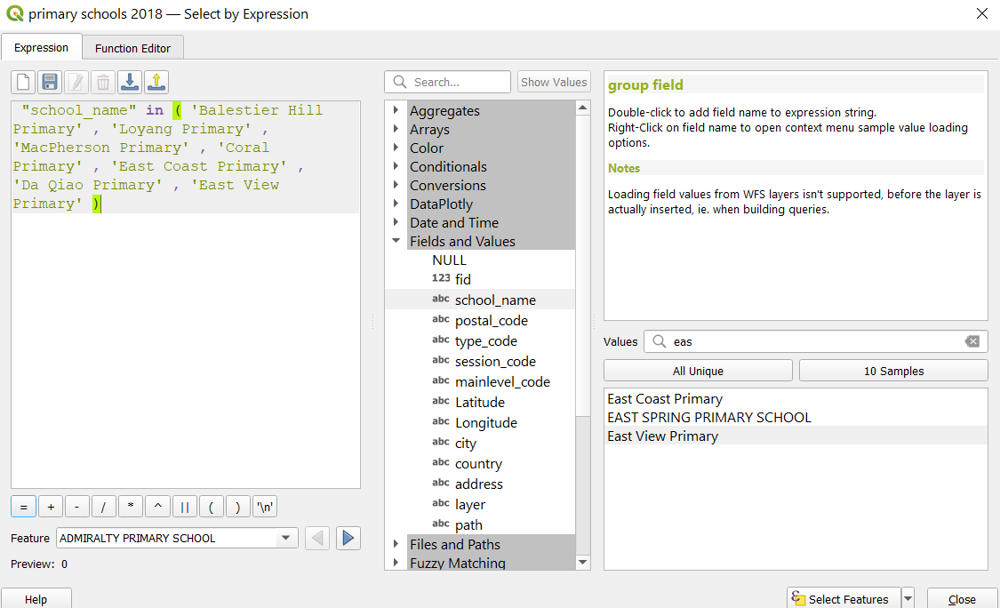 primary schools 2018 — Select by Expression
Expression
Function Editor
"school_name" in ( 'Balestier Hill
Primary' , 'Loyang Primary' ,
'MacPherson Primary' , 'Coral
Primary' , 'East Coast Primary' ,
'Da Qiao Primary' , 'East View
Primary' )
= + - / * ^ || ( ) '\n'
Feature ADMIRALTY PRIMARY SCHOOL
Preview: 0
Help
Search...
Show Values
Aggregates
Arrays
Color
Conditionals
Conversions
DataPlotly
Date and Time
Fields and Values
NULL
123 fid
abc school_name
abc postal_code
abc type_code
abc session_code
abc mainlevel_code
abc Latitude
abc Longitude
abc city
abc country
abc address
abc layer
abc path
Files and Paths
Fuzzy Matching
group field
Double-click to add field name to expression string.
Right-Click on field name to open context menu sample value loading
options.
Notes
Loading field values from WFS layers isn't supported, before the layer is
actually inserted, ie. when building queries.
Values eas
All Unique
10 Samples
East Coast Primary
EAST SPRING PRIMARY SCHOOL
East View Primary
Select Features
Close